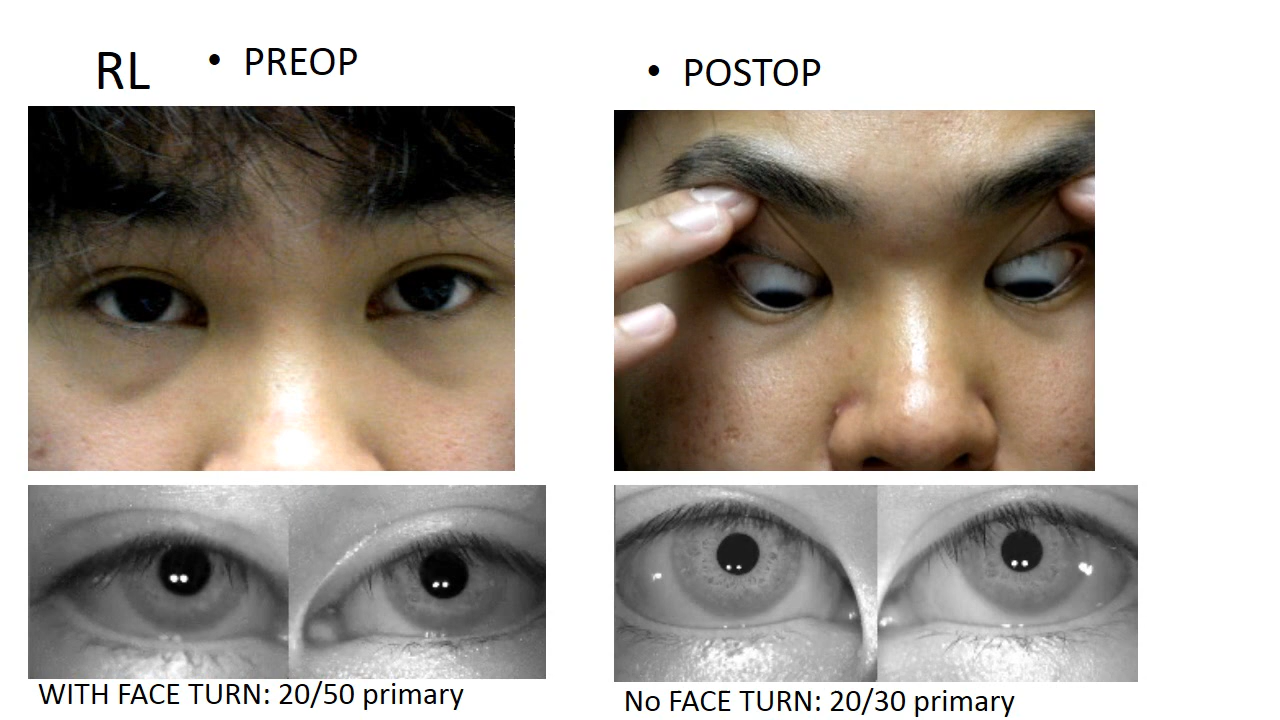 RL
• PREOP
• POSTOP
WITH FACE TURN: 20/50 primary
No FACE TURN: 20/30 primary